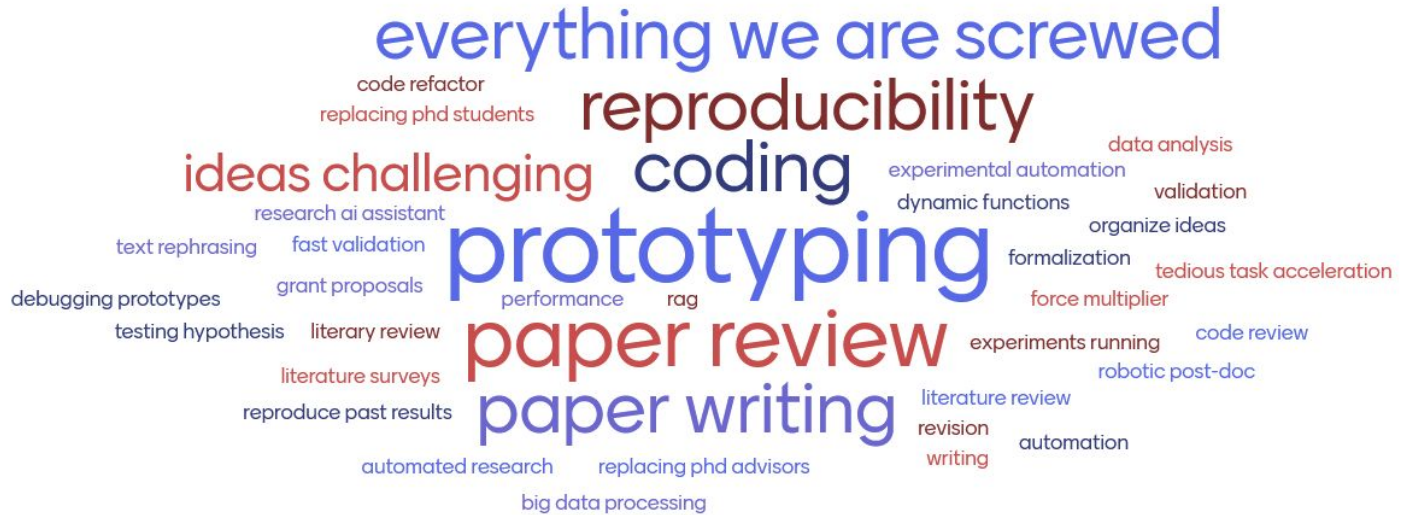 everything we are screwed
code refactor
replacing phd students
reproducibility
data analysis
ideas challenging
coding
experimental automation
validation
dynamic functions
research ai assistant
organize ideas
text rephrasing
fast validation
prototyping
formalization
tedious task acceleration
grant proposals
debugging prototypes
performance
rag
force multiplier
testing hypothesis
literary review
paper review
experiments running
code review
literature surveys
robotic post-doc
reproduce past results
paper writing
literature review
revision
automation
writing
automated research
replacing phd advisors
big data processing